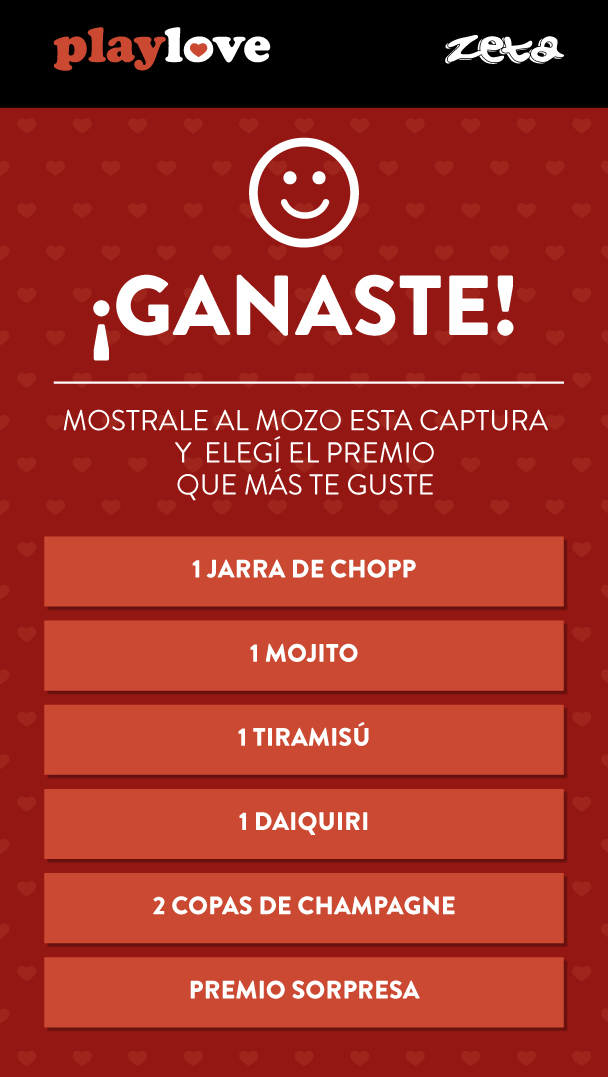 playlove
zeta
¡GANASTE!
MOSTRALE AL MOZO ESTA CAPTURA
Y ELEGÍ EL PREMIO
QUE MÁS TE GUSTE
1 JARRA DE CHOPP
1 MOJITO
1 TIRAMISÚ
1 DAIQUIRI
2 COPAS DE CHAMPAGNE
PREMIO SORPRESA